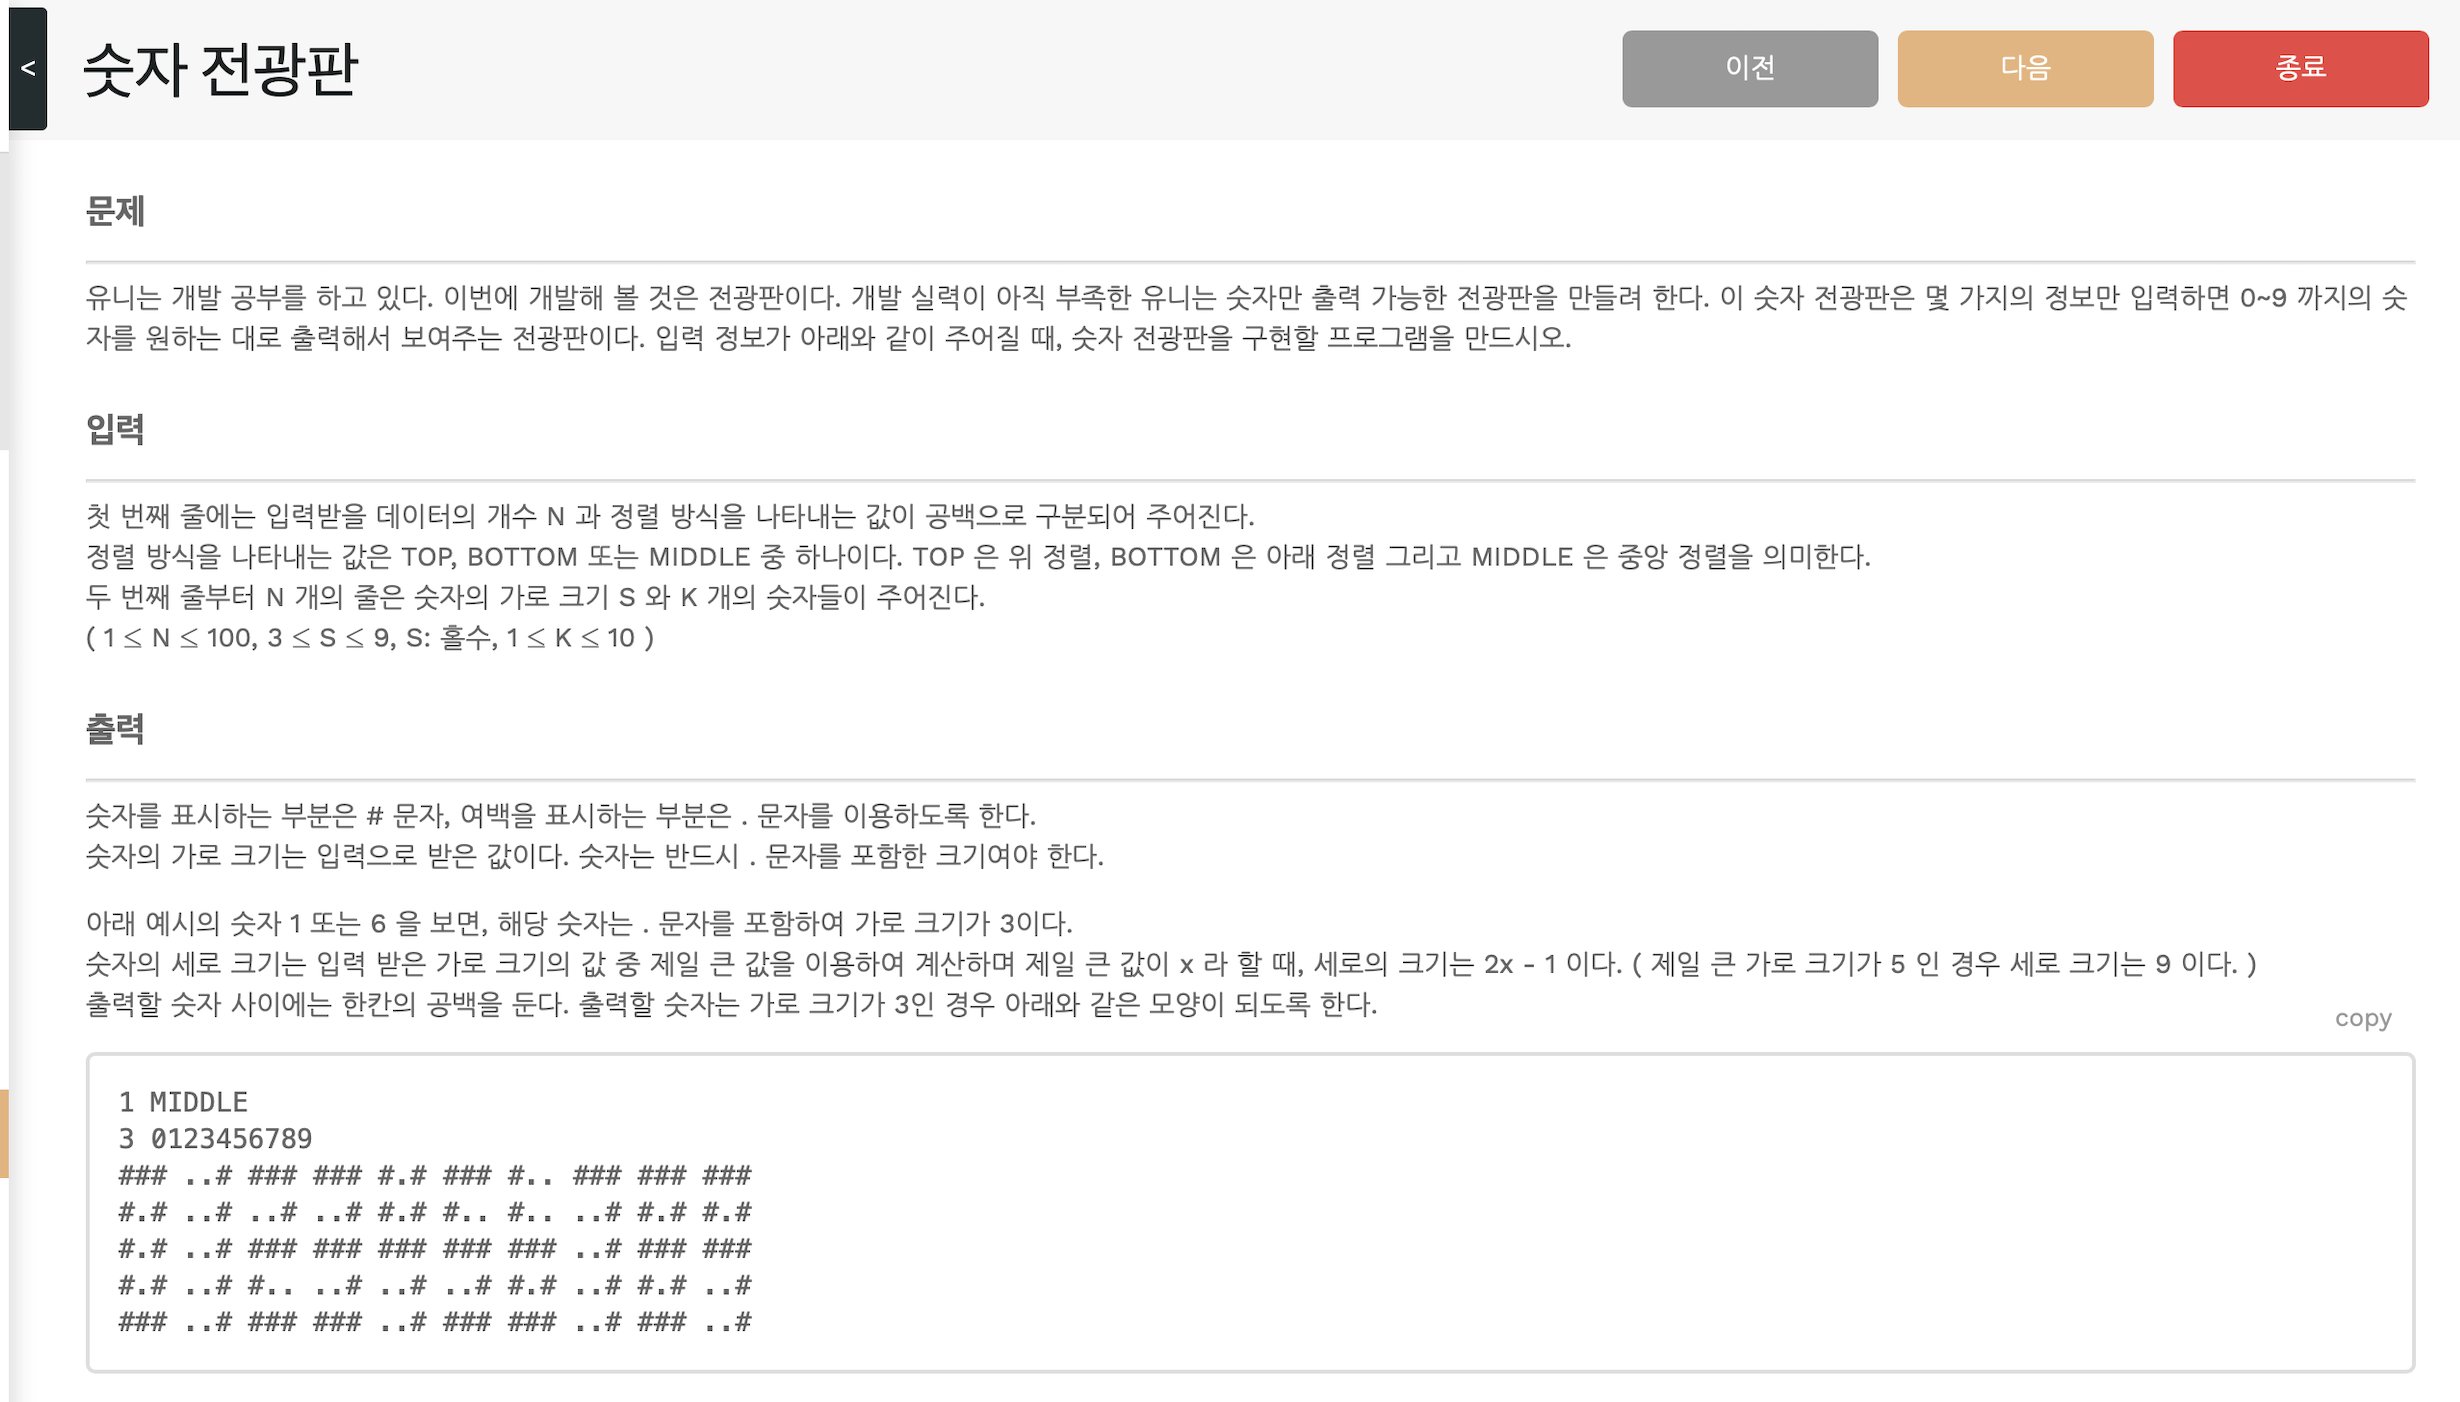 <
숫자 전광판
이전
다음
종료
문제
유니는 개발 공부를 하고 있다. 이번에 개발해 볼 것은 전광판이다. 개발 실력이 아직 부족한 유니는 숫자만 출력 가능한 전광판을 만들려 한다. 이 숫자 전광판은 몇 가지의 정보만 입력하면 0~9 까지의 숫
자를 원하는 대로 출력해서 보여주는 전광판이다. 입력 정보가 아래와 같이 주어질 때, 숫자 전광판을 구현할 프로그램을 만드시오.
입력
첫 번째 줄에는 입력받을 데이터의 개수 N 과 정렬 방식을 나타내는 값이 공백으로 구분되어 주어진다.
정렬 방식을 나타내는 값은 TOP, BOTTOM 또는 MIDDLE 중 하나이다. TOP 은 위 정렬, BOTTOM 은 아래 정렬 그리고 MIDDLE 은 중앙 정렬을 의미한다.
두 번째 줄부터 N 개의 줄은 숫자의 가로 크기 S 와 K 개의 숫자들이 주어진다.
( 1 ≤ N ≤ 100, 3 ≤ S ≤ 9, S: 홀수, 1 ≤ K ≤ 10 )
출력
숫자를 표시하는 부분은 # 문자, 여백을 표시하는 부분은 . 문자를 이용하도록 한다.
숫자의 가로 크기는 입력으로 받은 값이다. 숫자는 반드시 . 문자를 포함한 크기여야 한다.
아래 예시의 숫자 1 또는 6 을 보면, 해당 숫자는 . 문자를 포함하여 가로 크기가 3이다.
숫자의 세로 크기는 입력 받은 가로 크기의 값 중 제일 큰 값을 이용하여 계산하며 제일 큰 값이 x 라 할 때, 세로의 크기는 2x - 1 이다. ( 제일 큰 가로 크기가 5 인 경우 세로 크기는 9 이다. )
출력할 숫자 사이에는 한칸의 공백을 둔다. 출력할 숫자는 가로 크기가 3인 경우 아래와 같은 모양이 되도록 한다.
copy
1 MIDDLE
3 0123456789
### ..# ### ### #.# ### #.. ### ### ###
#.# ..# ..# ..# #.# #.. #.. ..# #.# #.#
#.# ..# ### ### ### ### ### ..# ### ###
#.# ..# #.. ..# ..# ..# #.# ..# #.# ..#
### ..# ### ### ..# ### ### ..# ### ..#